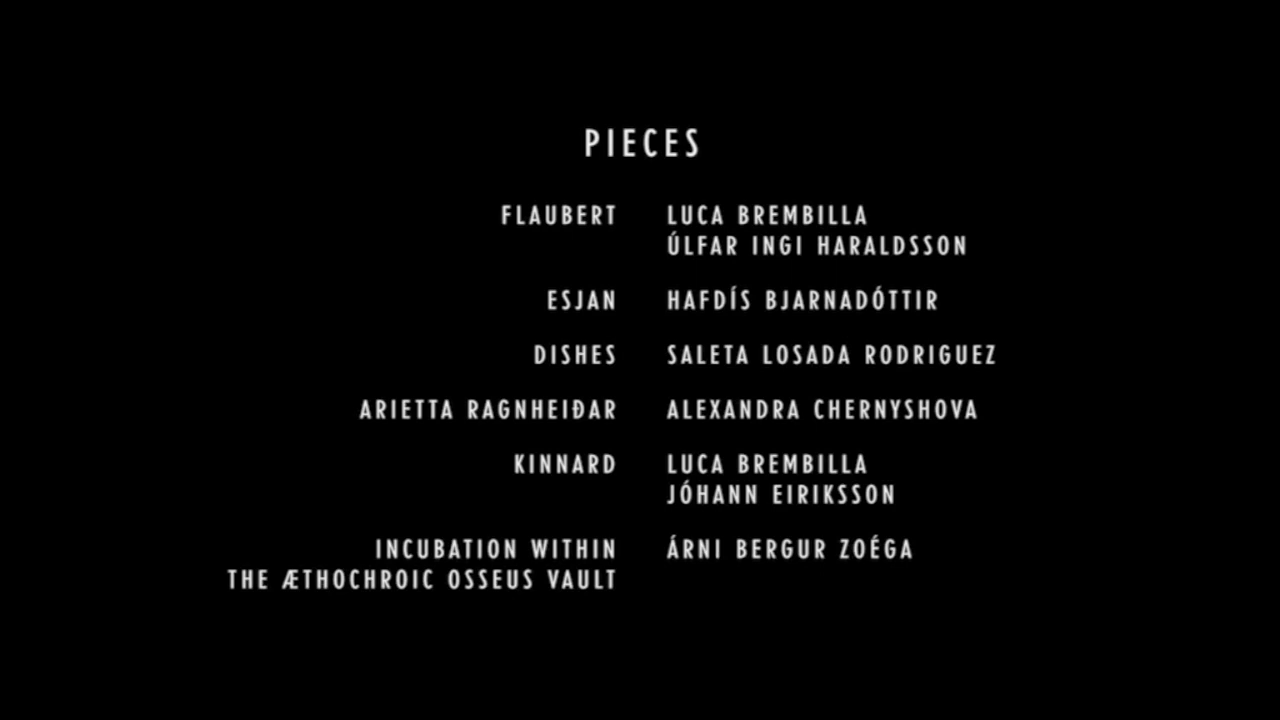 PIECES
FLAUBERT LUCA BREMBILLA
ÚLFAR INGI HARALDSSON
ESJAN HAFDÍS BJARNADÓTTIR
DISHES SALETA LOSADA RODRIGUEZ
ARIETTA RAGNHEIÐAR ALEXANDRA CHERNYSHOVA
KINNARD LUCA BREMBILLA
JÓHANN EIRIKSSON
INCUBATION WITHIN ÁRNI BERGUR ZOÉGA
THE ÆTHOCHROIC OSSEUS VAULT